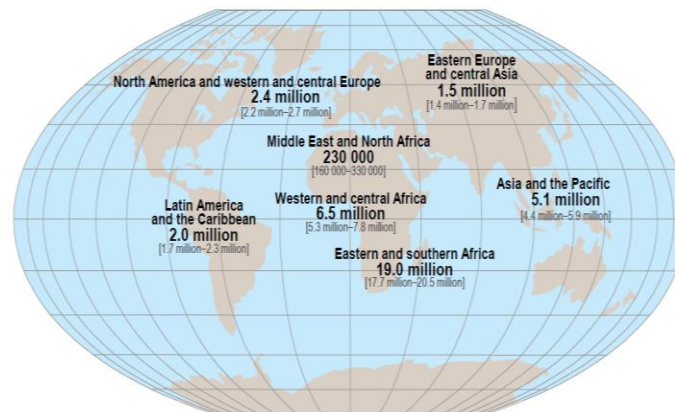 Eastern Europe
and central Asia
1.5 million
[1.4 million–1.7 million]
North America and western and central Europe
2.4 million
[2.2 million–2.7 million]
Middle East and North Africa
230 000
[160 000–330 000]
Asia and the Pacific
5.1 million
[4.4 million–5.9 million]
Western and central Africa
6.5 million
[5.3 million–7.8 million]
Latin America
and the Caribbean
2.0 million
[1.7 million–2.3 million]
Eastern and southern Africa
19.0 million
[17.7 million–20.5 million]